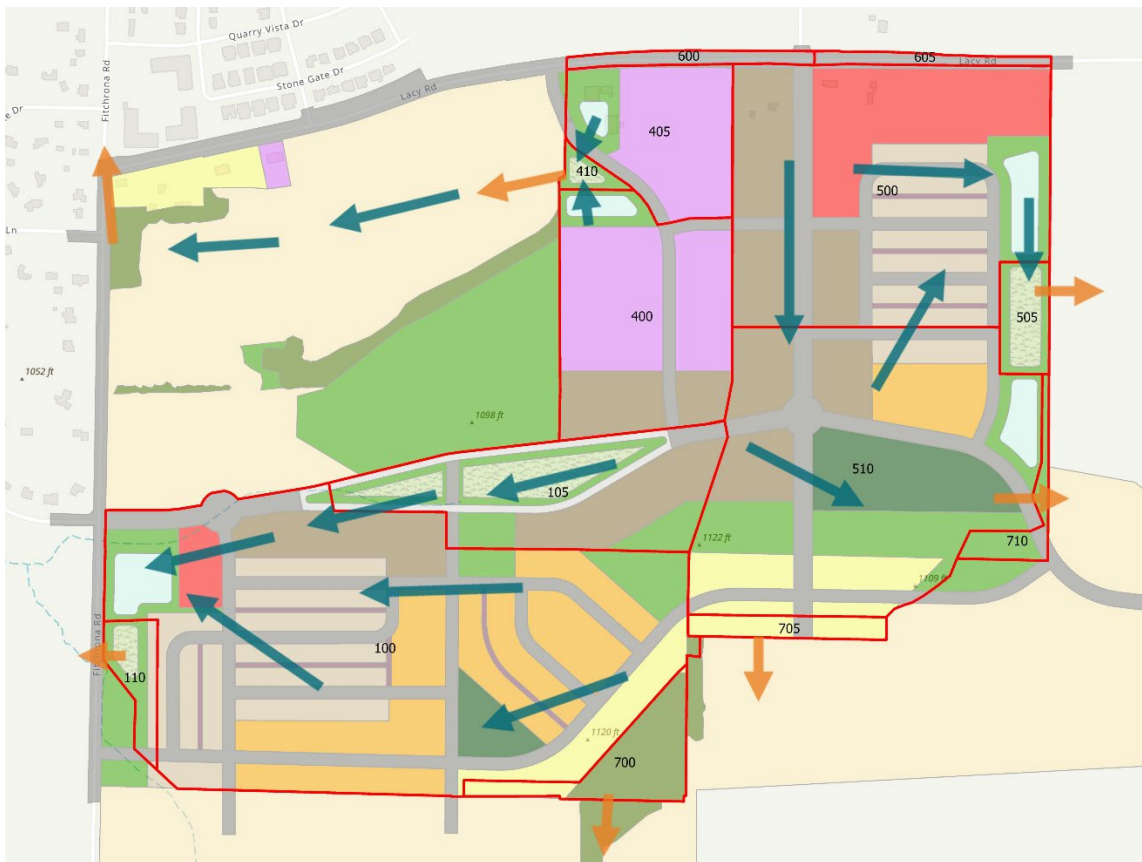 Quarry Vista Dr
Stone Gate Dr
Fitchrona Rd
Lacy Rd
600
605
Lacy Rd
405
410
500
Ln
400
505
1052 ft
1098 ft
510
105
1122 ft
710
1109 ft
Fitchrona Rd
705
100
110
1120 ft
700